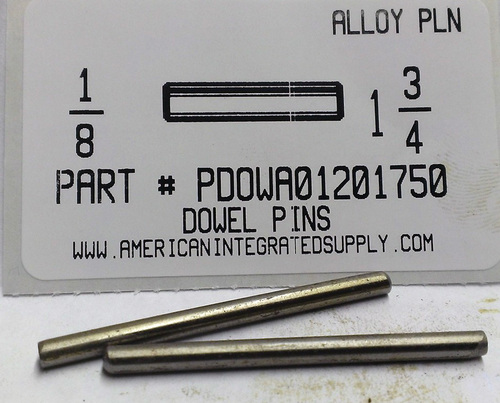 ALLOY PLN
1/8
1 3/4
PART # PDOWA01201750
DOWEL PINS
WWW.AMERICANINTEGRATEDSUPPLY.COM